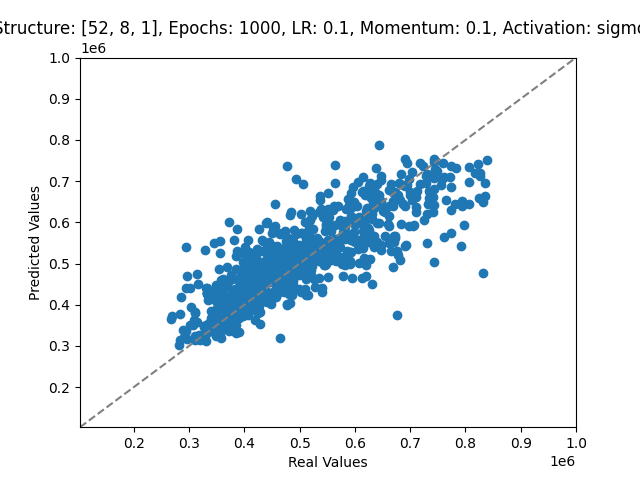 Structure: [52, 8, 1], Epochs: 1000, LR: 0.1, Momentum: 0.1, Activation: sigmo
1e6
1.0
0.9
0.8
0.7
0.6
0.5
0.4
0.3
0.2
Predicted Values
0.2 0.3 0.4 0.5 0.6 0.7 0.8 0.9 1.0
Real Values
1e6